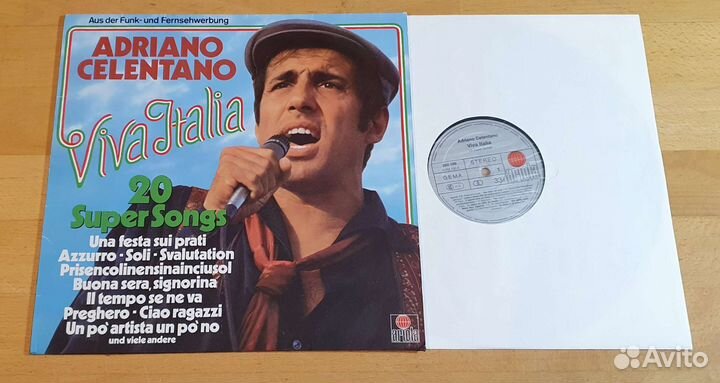 Aus der Funk- und Fernsehwerbung
ADRIANO
CELENTANO
Viva Italia
20
Super Songs
Una festa sui prati
Azzurro - Soli - Svalutation
Prisencolinensinainciusol
Buona sera, signorina
Il tempo se ne va
Preghero - Ciao ragazzi
Un po' artista un po' no
und viele andere
ariola
Adriano Celentano
Viva Italia
STEREO
GEMA
1
33
Avito